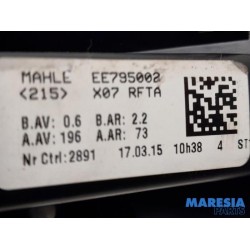 MAHLE EE795002
<215> X07 RFTA
B.AV: 0.6 B.AR: 2.2
A.AV: 196 A.AR: 73
Nr Ctrl:2891 17.03.15 10h38 4 ST
MARESIA
PARTS